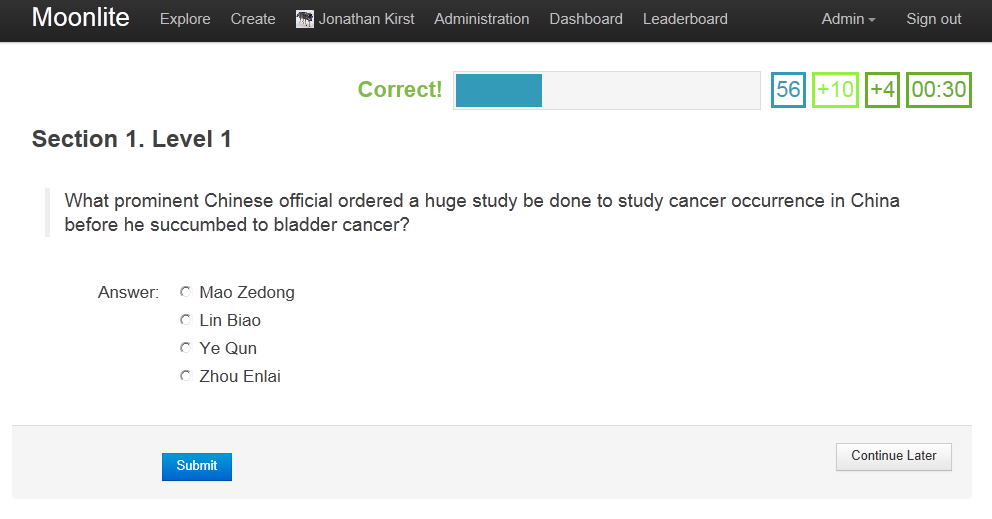 Moonlite Explore Create Jonathan Kirst Administration Dashboard Leaderboard Admin Sign out
Correct! 56 +10 +4 00:30
Section 1. Level 1
What prominent Chinese official ordered a huge study be done to study cancer occurrence in China
before he succumbed to bladder cancer?
Answer: Mao Zedong
Lin Biao
Ye Qun
Zhou Enlai
Submit Continue Later